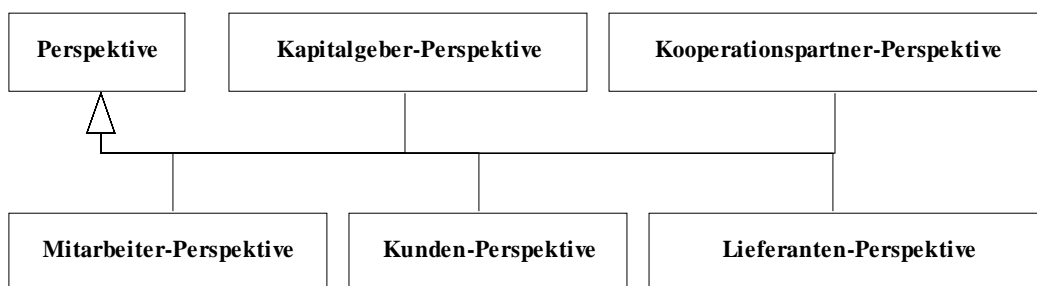 Perspektive
Kapitalgeber-Perspektive
Kooperationspartner-Perspektive
Mitarbeiter-Perspektive
Kunden-Perspektive
Lieferanten-Perspektive